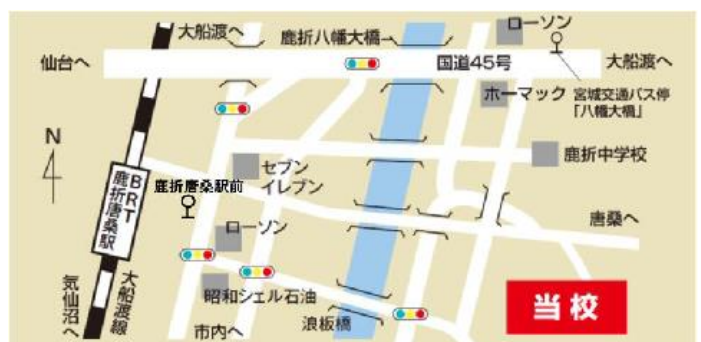 大船渡へ
鹿折八幡大橋
ローソン
仙台へ
国道45号
大船渡へ
ホーマック
宮城交通バス停
「八幡大橋」
N
セブン
イレブン
鹿折中学校
BRT
鹿折唐桑駅
鹿折唐桑駅前
唐桑へ
ローソン
大船渡線
気仙沼へ
昭和シェル石油
市内へ
浪板橋
当校